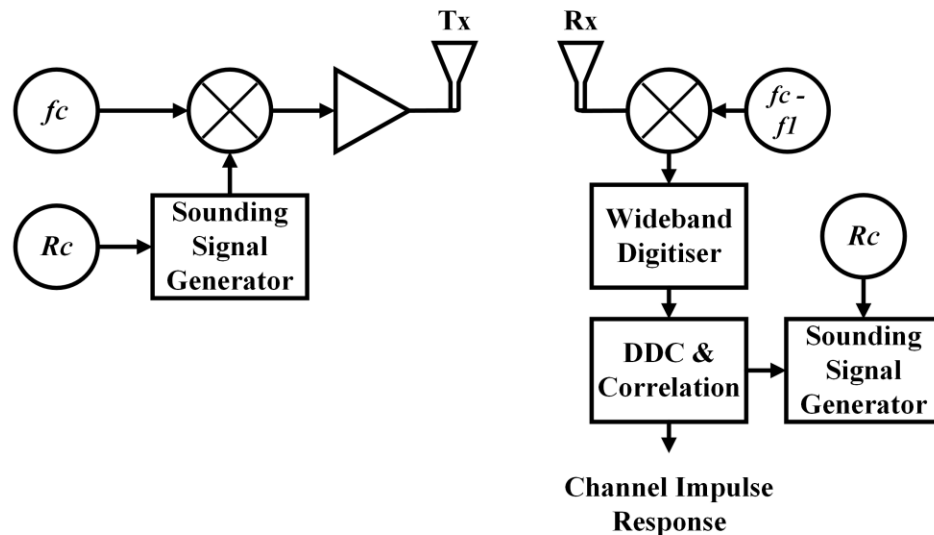 Tx
Rx
fc
fc -
f1
Rc
Sounding
Signal
Generator
Wideband
Digitiser
Rc
DDC &
Correlation
Sounding
Signal
Generator
Channel Impulse
Response